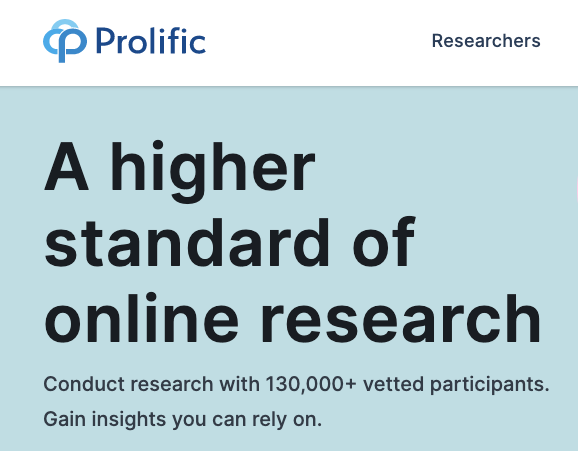 Prolific
Researchers
A higher
standard of
online research
Conduct research with 130,000+ vetted participants.
Gain insights you can rely on.